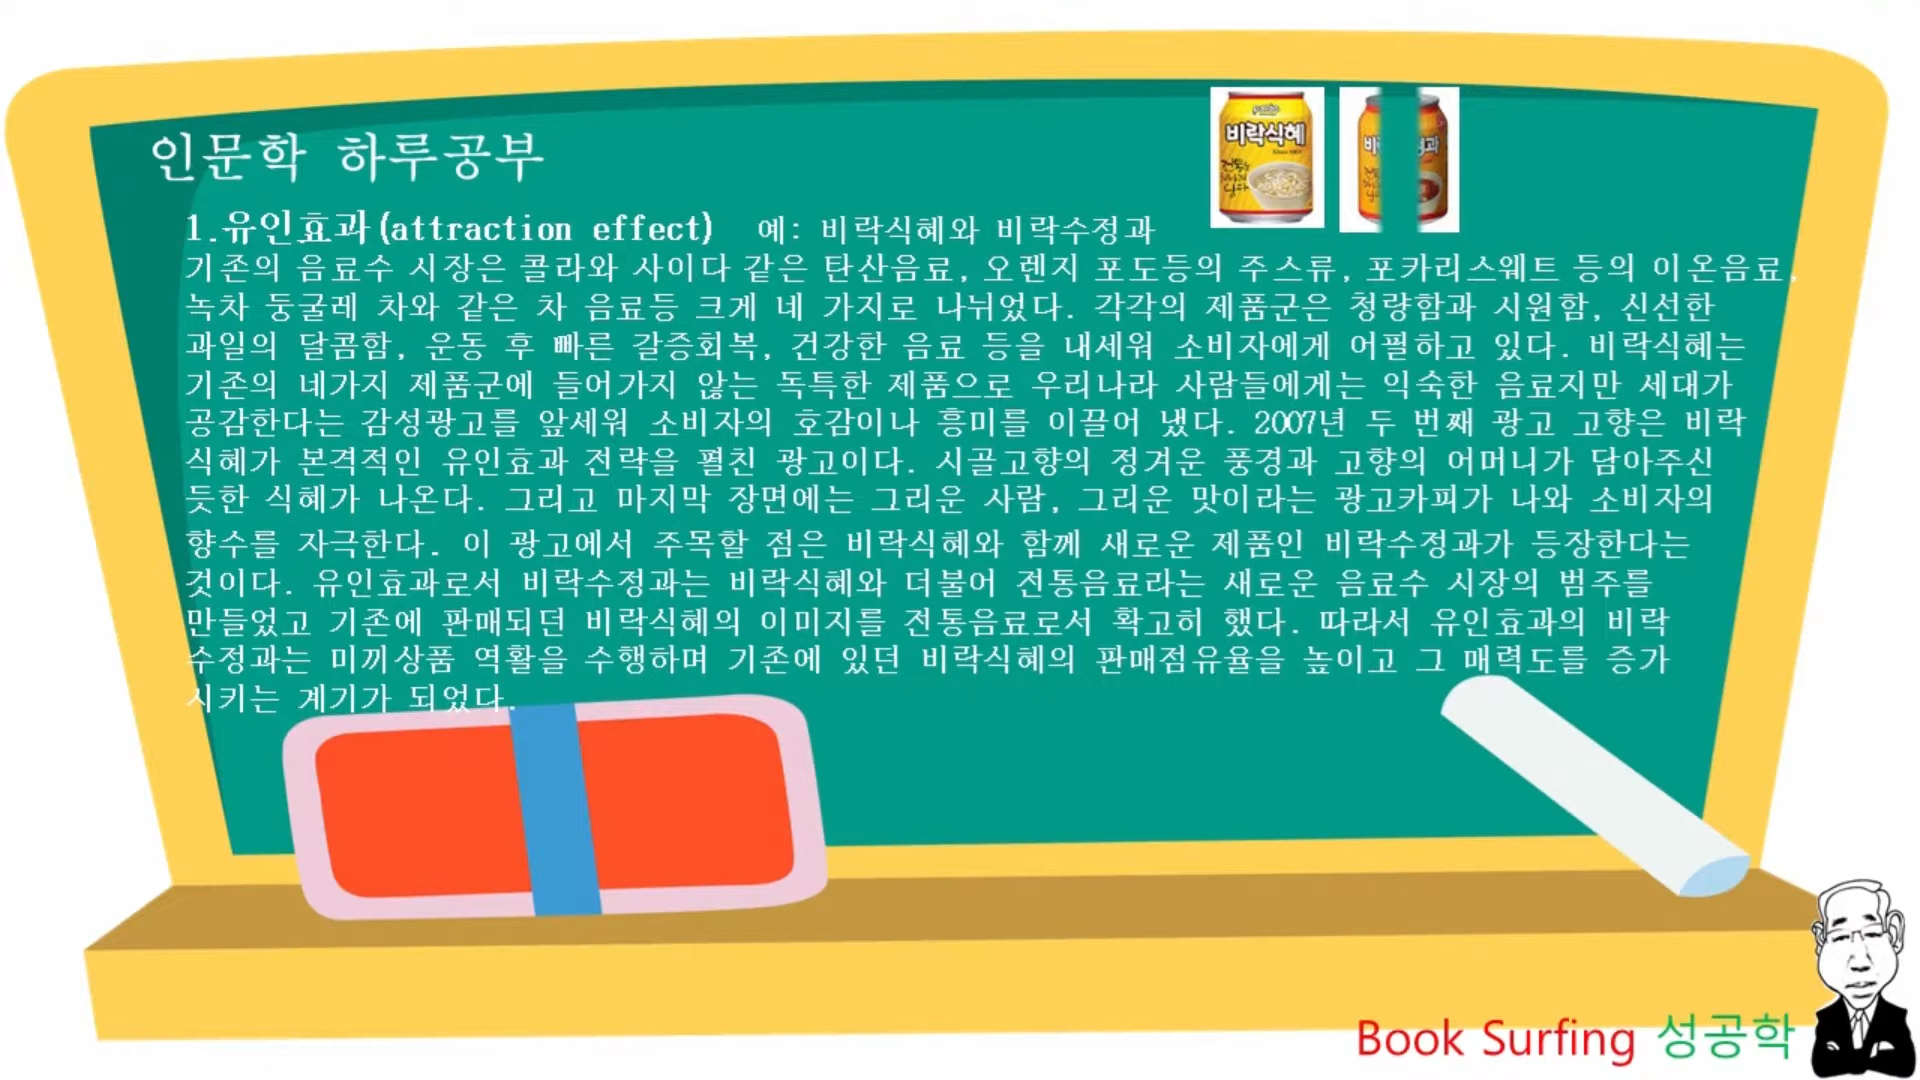 인문학 하루공부
비락식혜
1.유인효과(attraction effect) 예: 비락식혜와 비락수정과
기존의 음료수 시장은 콜라와 사이다 같은 탄산음료, 오렌지 포도등의 주스류, 포카리스웨트 등의 이온음료,
녹차 둥굴레 차와 같은 차 음료등 크게 네 가지로 나뉘었다. 각각의 제품군은 청량함과 시원함, 신선한
과일의 달콤함, 운동 후 빠른 갈증회복, 건강한 음료 등을 내세워 소비자에게 어필하고 있다. 비락식혜는
기존의 네가지 제품군에 들어가지 않는 독특한 제품으로 우리나라 사람들에게는 익숙한 음료지만 세대가
공감한다는 감성광고를 앞세워 소비자의 호감이나 흥미를 이끌어 냈다. 2007년 두 번째 광고 고향은 비락
식혜가 본격적인 유인효과 전략을 펼친 광고이다. 시골고향의 정겨운 풍경과 고향의 어머니가 담아주신
듯한 식혜가 나온다. 그리고 마지막 장면에는 그리운 사람, 그리운 맛이라는 광고카피가 나와 소비자의
향수를 자극한다. 이 광고에서 주목할 점은 비락식혜와 함께 새로운 제품인 비락수정과가 등장한다는
것이다. 유인효과로서 비락수정과는 비락식혜와 더불어 전통음료라는 새로운 음료수 시장의 범주를
만들었고 기존에 판매되던 비락식혜의 이미지를 전통음료로서 확고히 했다. 따라서 유인효과의 비락
수정과는 미끼상품 역활을 수행하며 기존에 있던 비락식혜의 판매점유율을 높이고 그 매력도를 증가
시키는 계기가 되었다.
Book Surfing 성공학